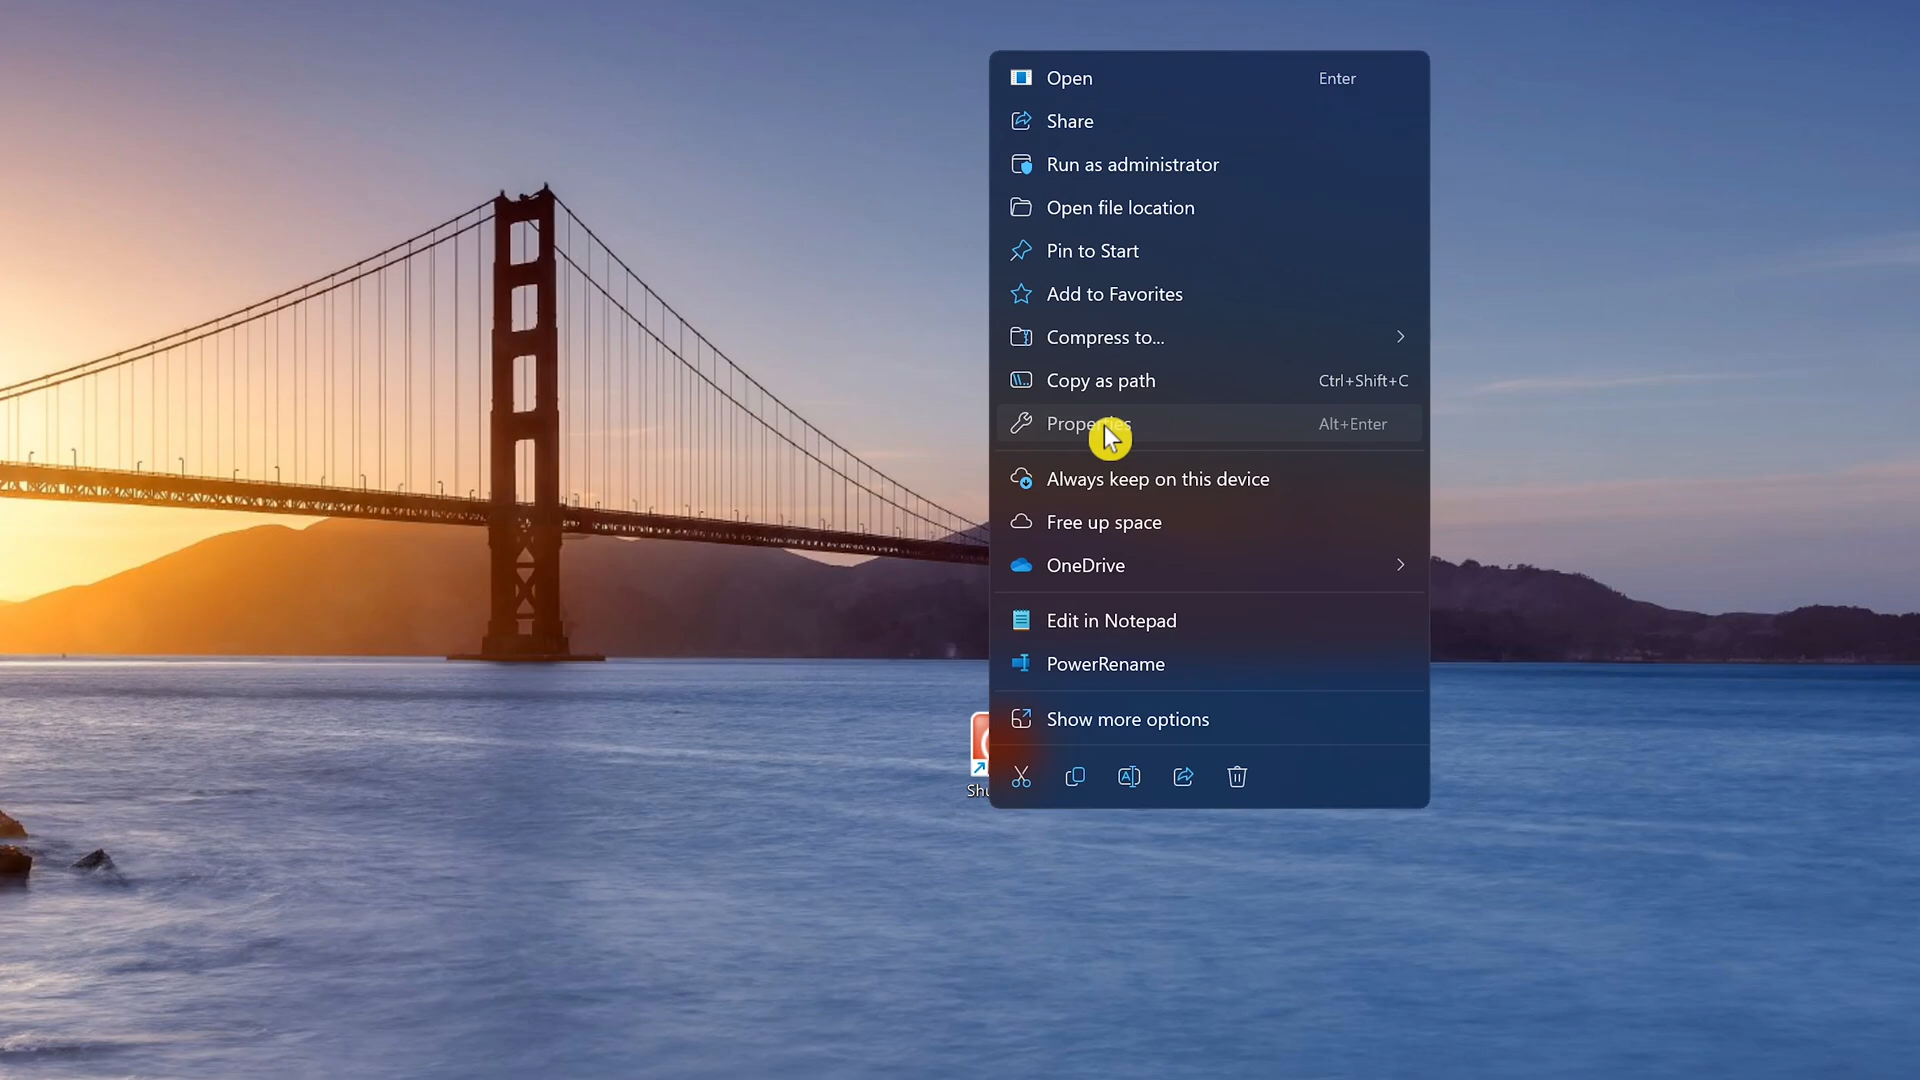 Open Enter
Share
Run as administrator
Open file location
Pin to Start
Add to Favorites
Compress to...
Copy as path Ctrl+Shift+C
Properties Alt+Enter
Always keep on this device
Free up space
OneDrive
Edit in Notepad
PowerRename
Show more options
Shu